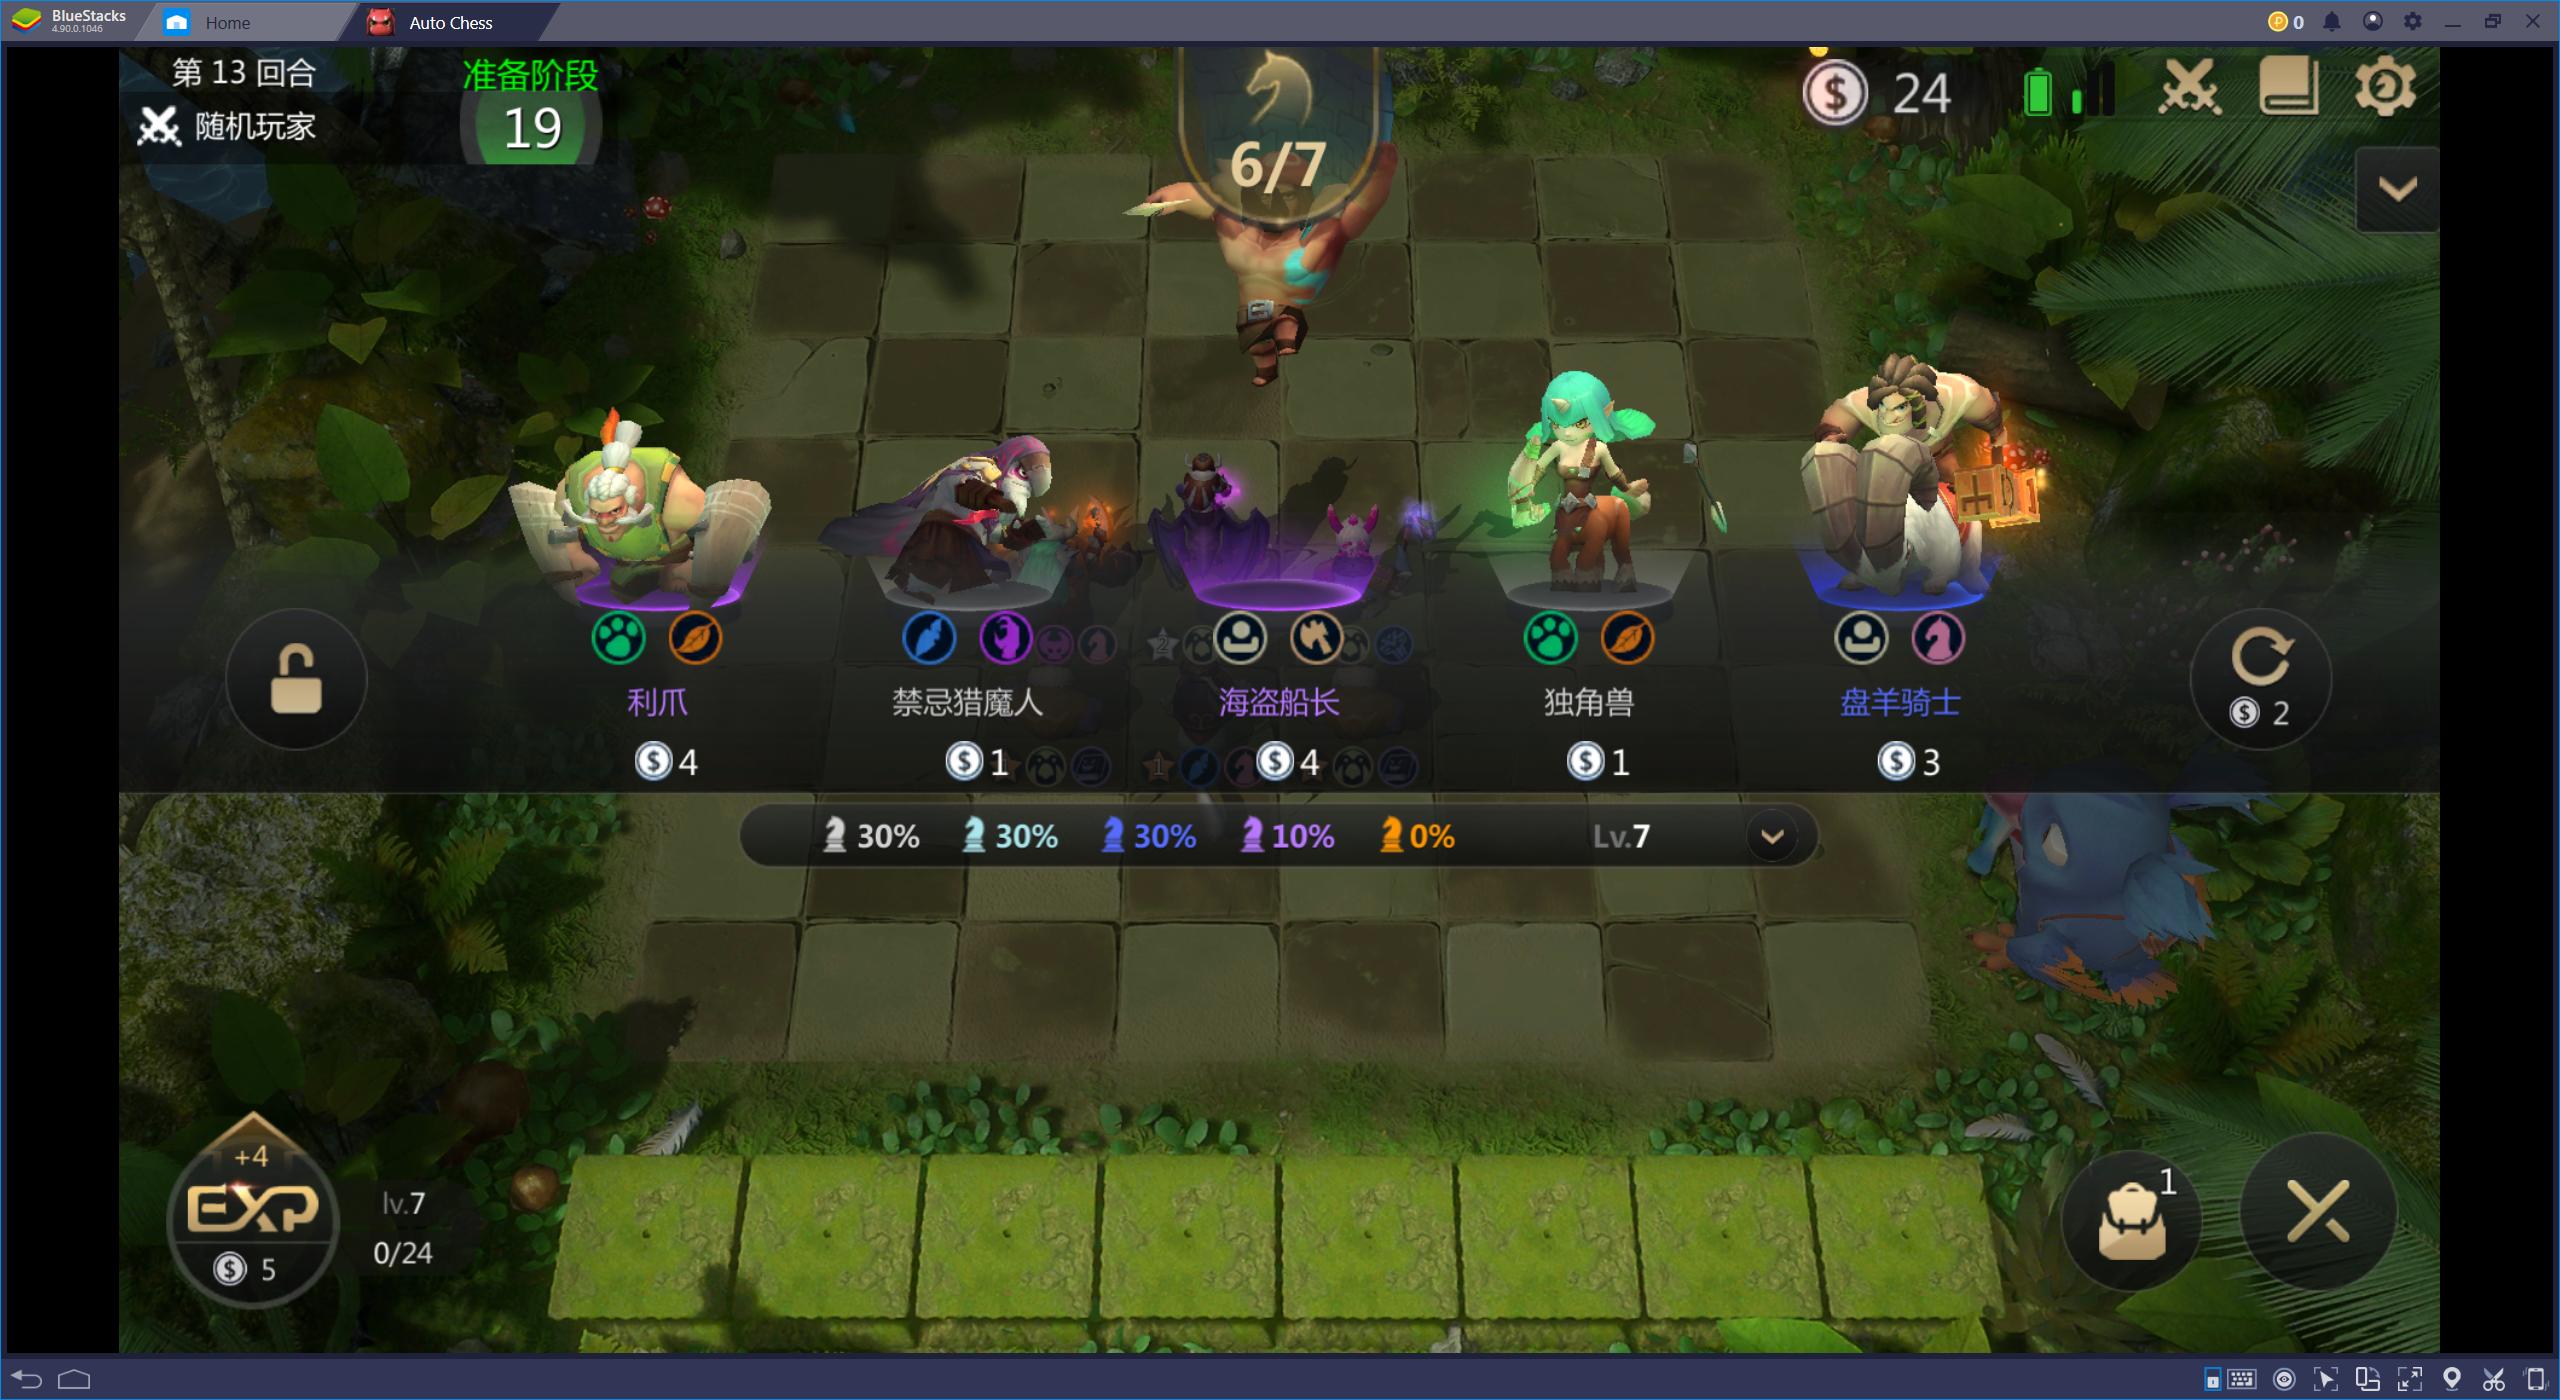 BlueStacks
4.90.0.1046
Home
Auto Chess
0
第 13 回合
随机玩家
准备阶段
19
6/7
24
利爪
禁忌猎魔人
海盗船长
独角兽
盘羊骑士
$ 4
$ 1
$ 4
$ 1
$ 3
$ 2
30% 30% 30% 10% 0% Lv.7
+4
EXP
$ 5
lv.7
0/24
1